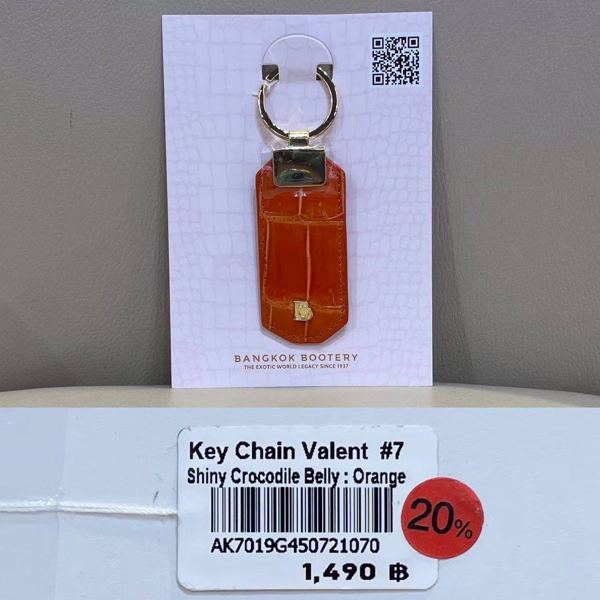 B
BANGKOK BOOTERY
THE EXOTIC WORLD LEGACY SINCE 1937
Key Chain Valent #7
Shiny Crocodile Belly : Orange
20%
AK7019G450721070
1,490 ฿